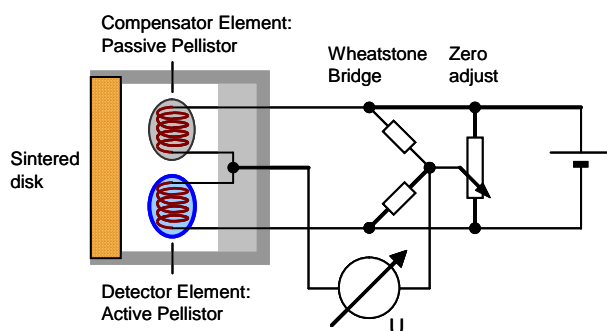 Compensator Element:
Passive Pellistor
Wheatstone
Bridge
Zero
adjust
Sintered
disk
Detector Element:
Active Pellistor
U